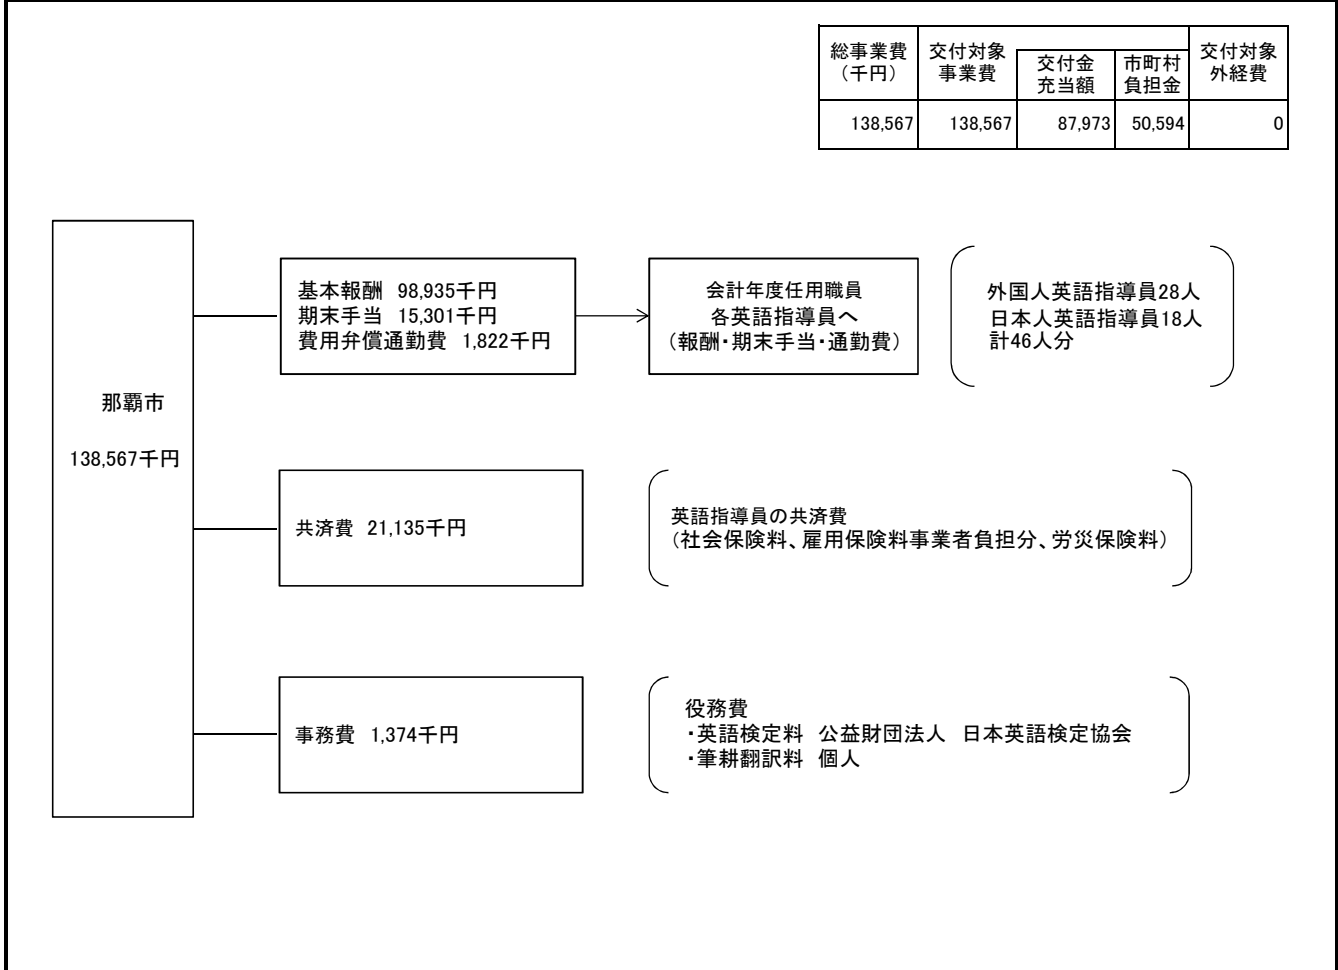 総事業費
（千円）
交付対象
事業費
交付金
充当額
市町村
負担金
交付対象
外経費
138,567
138,567
87,973
50,594
0
那覇市
138,567千円
基本報酬　98,935千円
期末手当　15,301千円
費用弁償通勤費　1,822千円
会計年度任用職員
各英語指導員へ
（報酬・期末手当・通勤費）
外国人英語指導員28人
日本人英語指導員18人
計46人分
共済費　21,135千円
英語指導員の共済費
（社会保険料、雇用保険料事業者負担分、労災保険料）
事務費　1,374千円
役務費
・英語検定料　公益財団法人　日本英語検定協会
・筆耕翻訳料　個人